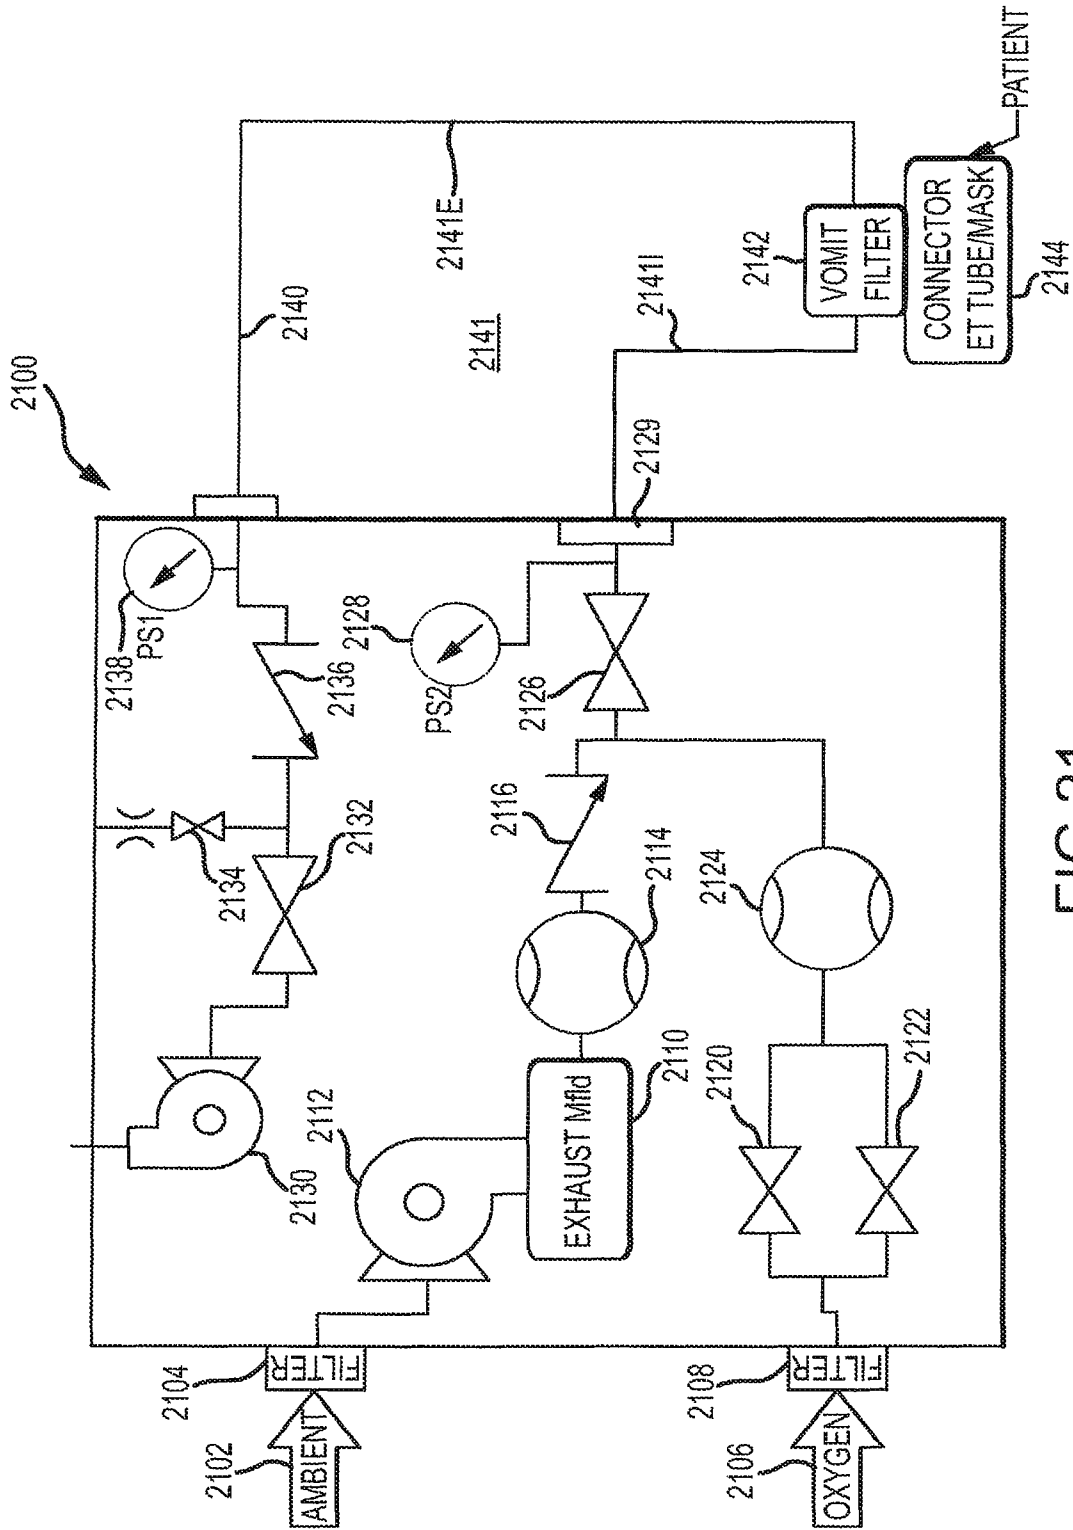 2100
2138
PS1
2136
2140
2141E
2141
2141I
2142
VOMIT
FILTER
CONNECTOR
ET TUBE/MASK
PATIENT
2144
2134
2132
2128
PS2
2126
2129
2130
2112
2116
2114
EXHAUST Mfld
2110
2124
2120
2122
2104
FILTER
2102
AMBIENT
2108
FILTER
2106
OXYGEN